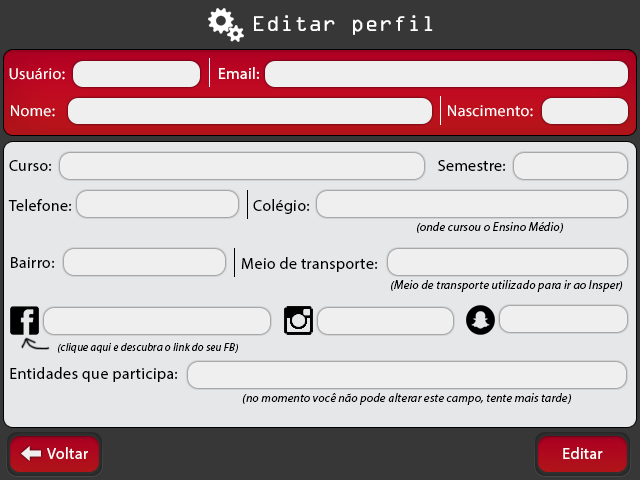 Editar perfil
Usuário: Email:
Nome: Nascimento:
Curso: Semestre:
Telefone: Colégio:
(onde cursou o Ensino Médio)
Bairro: Meio de transporte:
(Meio de transporte utilizado para ir ao Insper)
(clique aqui e descubra o link do seu FB)
Entidades que participa:
(no momento você não pode alterar este campo, tente mais tarde)
Voltar Editar